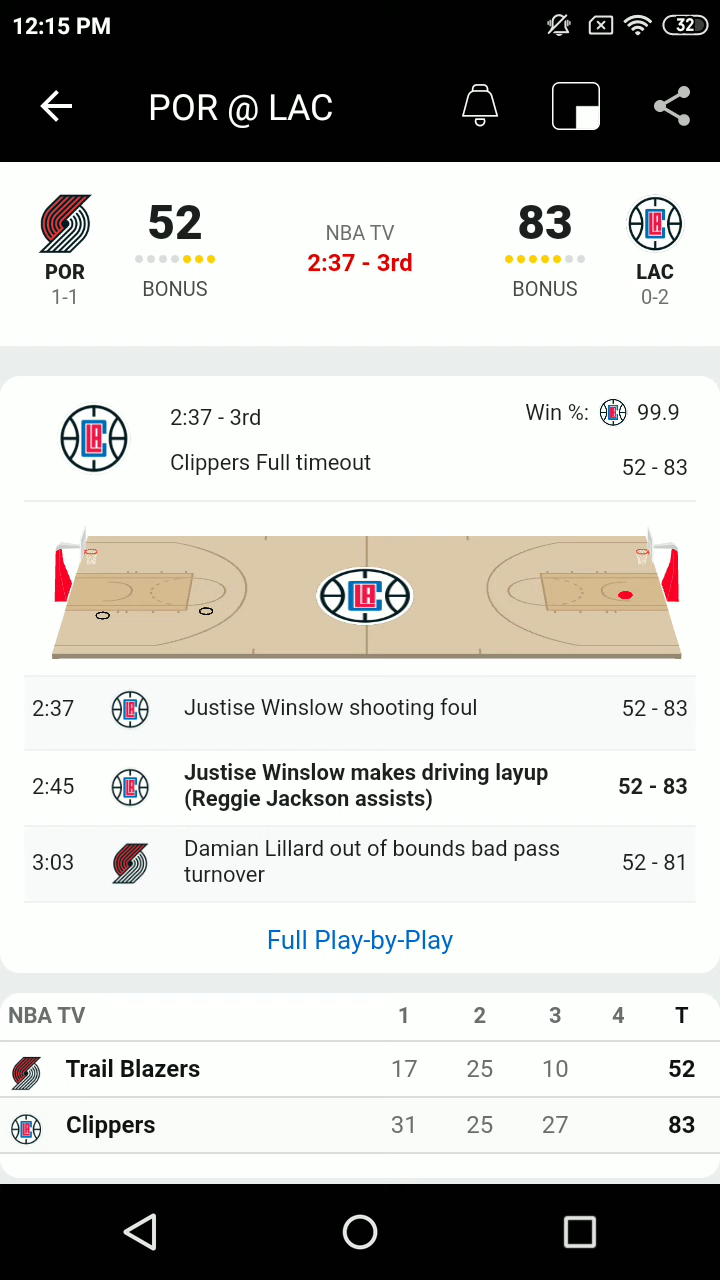 12:15 PM
32
POR @ LAC
52
83
NBA TV
2:37 - 3rd
POR
1-1
BONUS
BONUS
LAC
0-2
2:37 - 3rd
Win %:
99.9
Clippers Full timeout
52 - 83
2:37
Justise Winslow shooting foul
52 - 83
2:45
Justise Winslow makes driving layup
(Reggie Jackson assists)
52 - 83
3:03
Damian Lillard out of bounds bad pass
turnover
52 - 81
Full Play-by-Play
NBA TV 1 2 3 4 T
Trail Blazers 17 25 10 52
Clippers 31 25 27 83